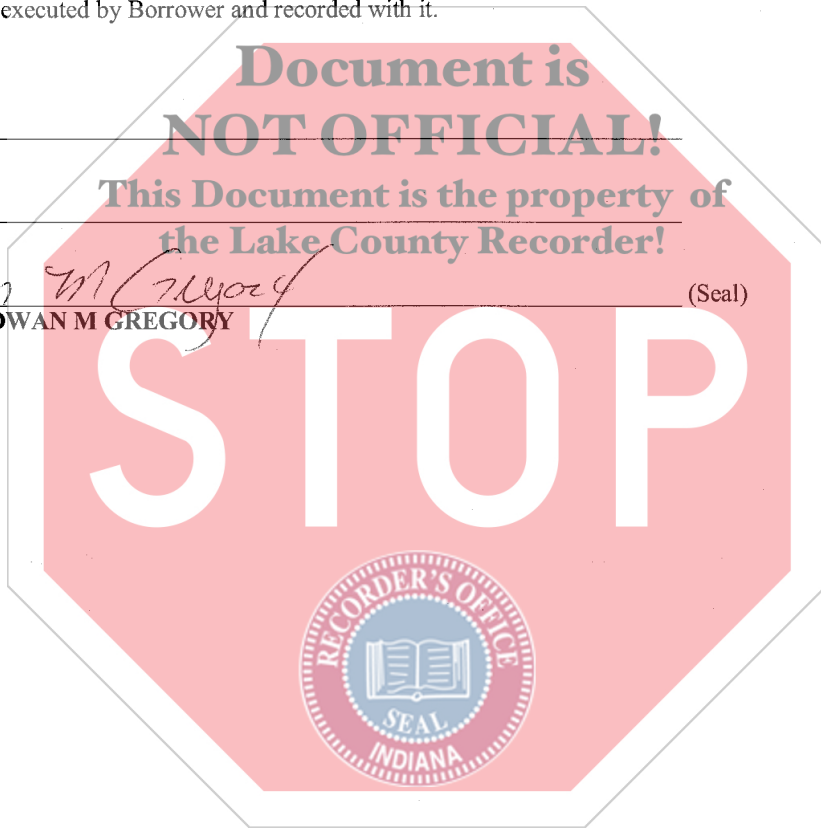 executed by Borrower and recorded with it.
Document is
NOT OFFICIAL!
This Document is the property of
the Lake County Recorder!
M Gregory
(Seal)
WAN M GREGORY
STOP
RECORDER'S OFFICE
SEAL
INDIANA